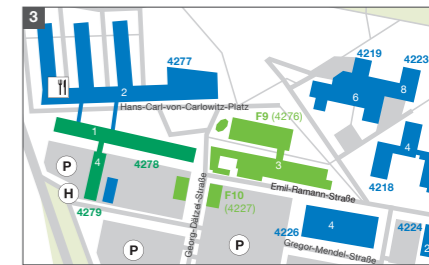 3
4277
4219
4223
2
6
8
Hans-Carl-von-Carlowitz-Platz
F9 (4276)
1
4
P
4
4278
3
4218
H
4279
Georg-Dätzel-Straße
F10
(4227)
Emil-Ramann-Straße
4226
4
4224
2
P
P
Gregor-Mendel-Straße